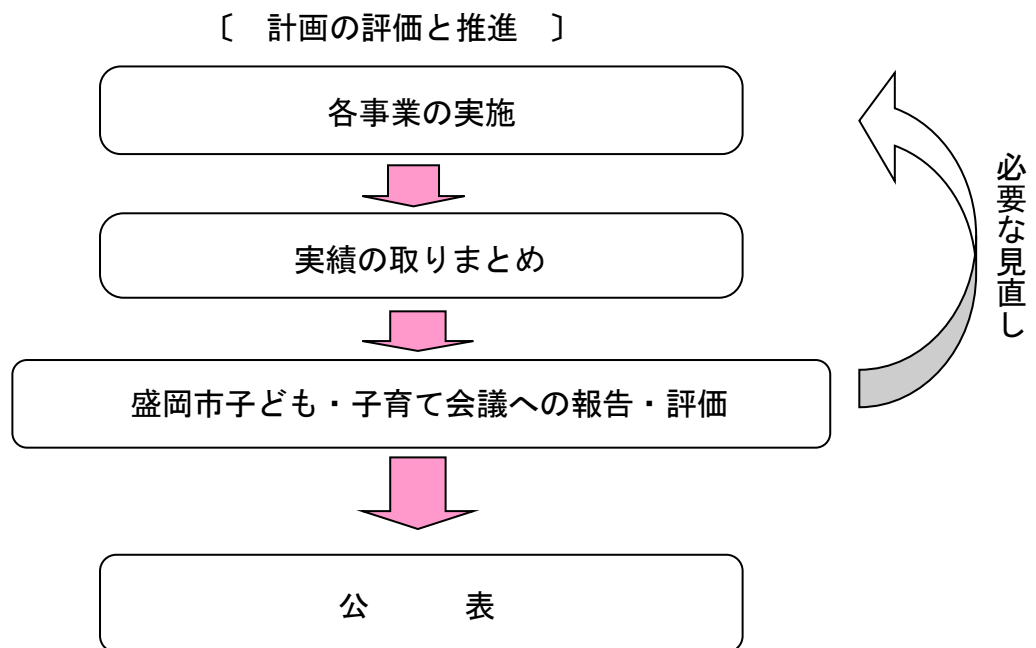 〔　計画の評価と推進　〕
各事業の実施
実績の取りまとめ
盛岡市子ども・子育て会議への報告・評価
公　　　表
必要な見直し